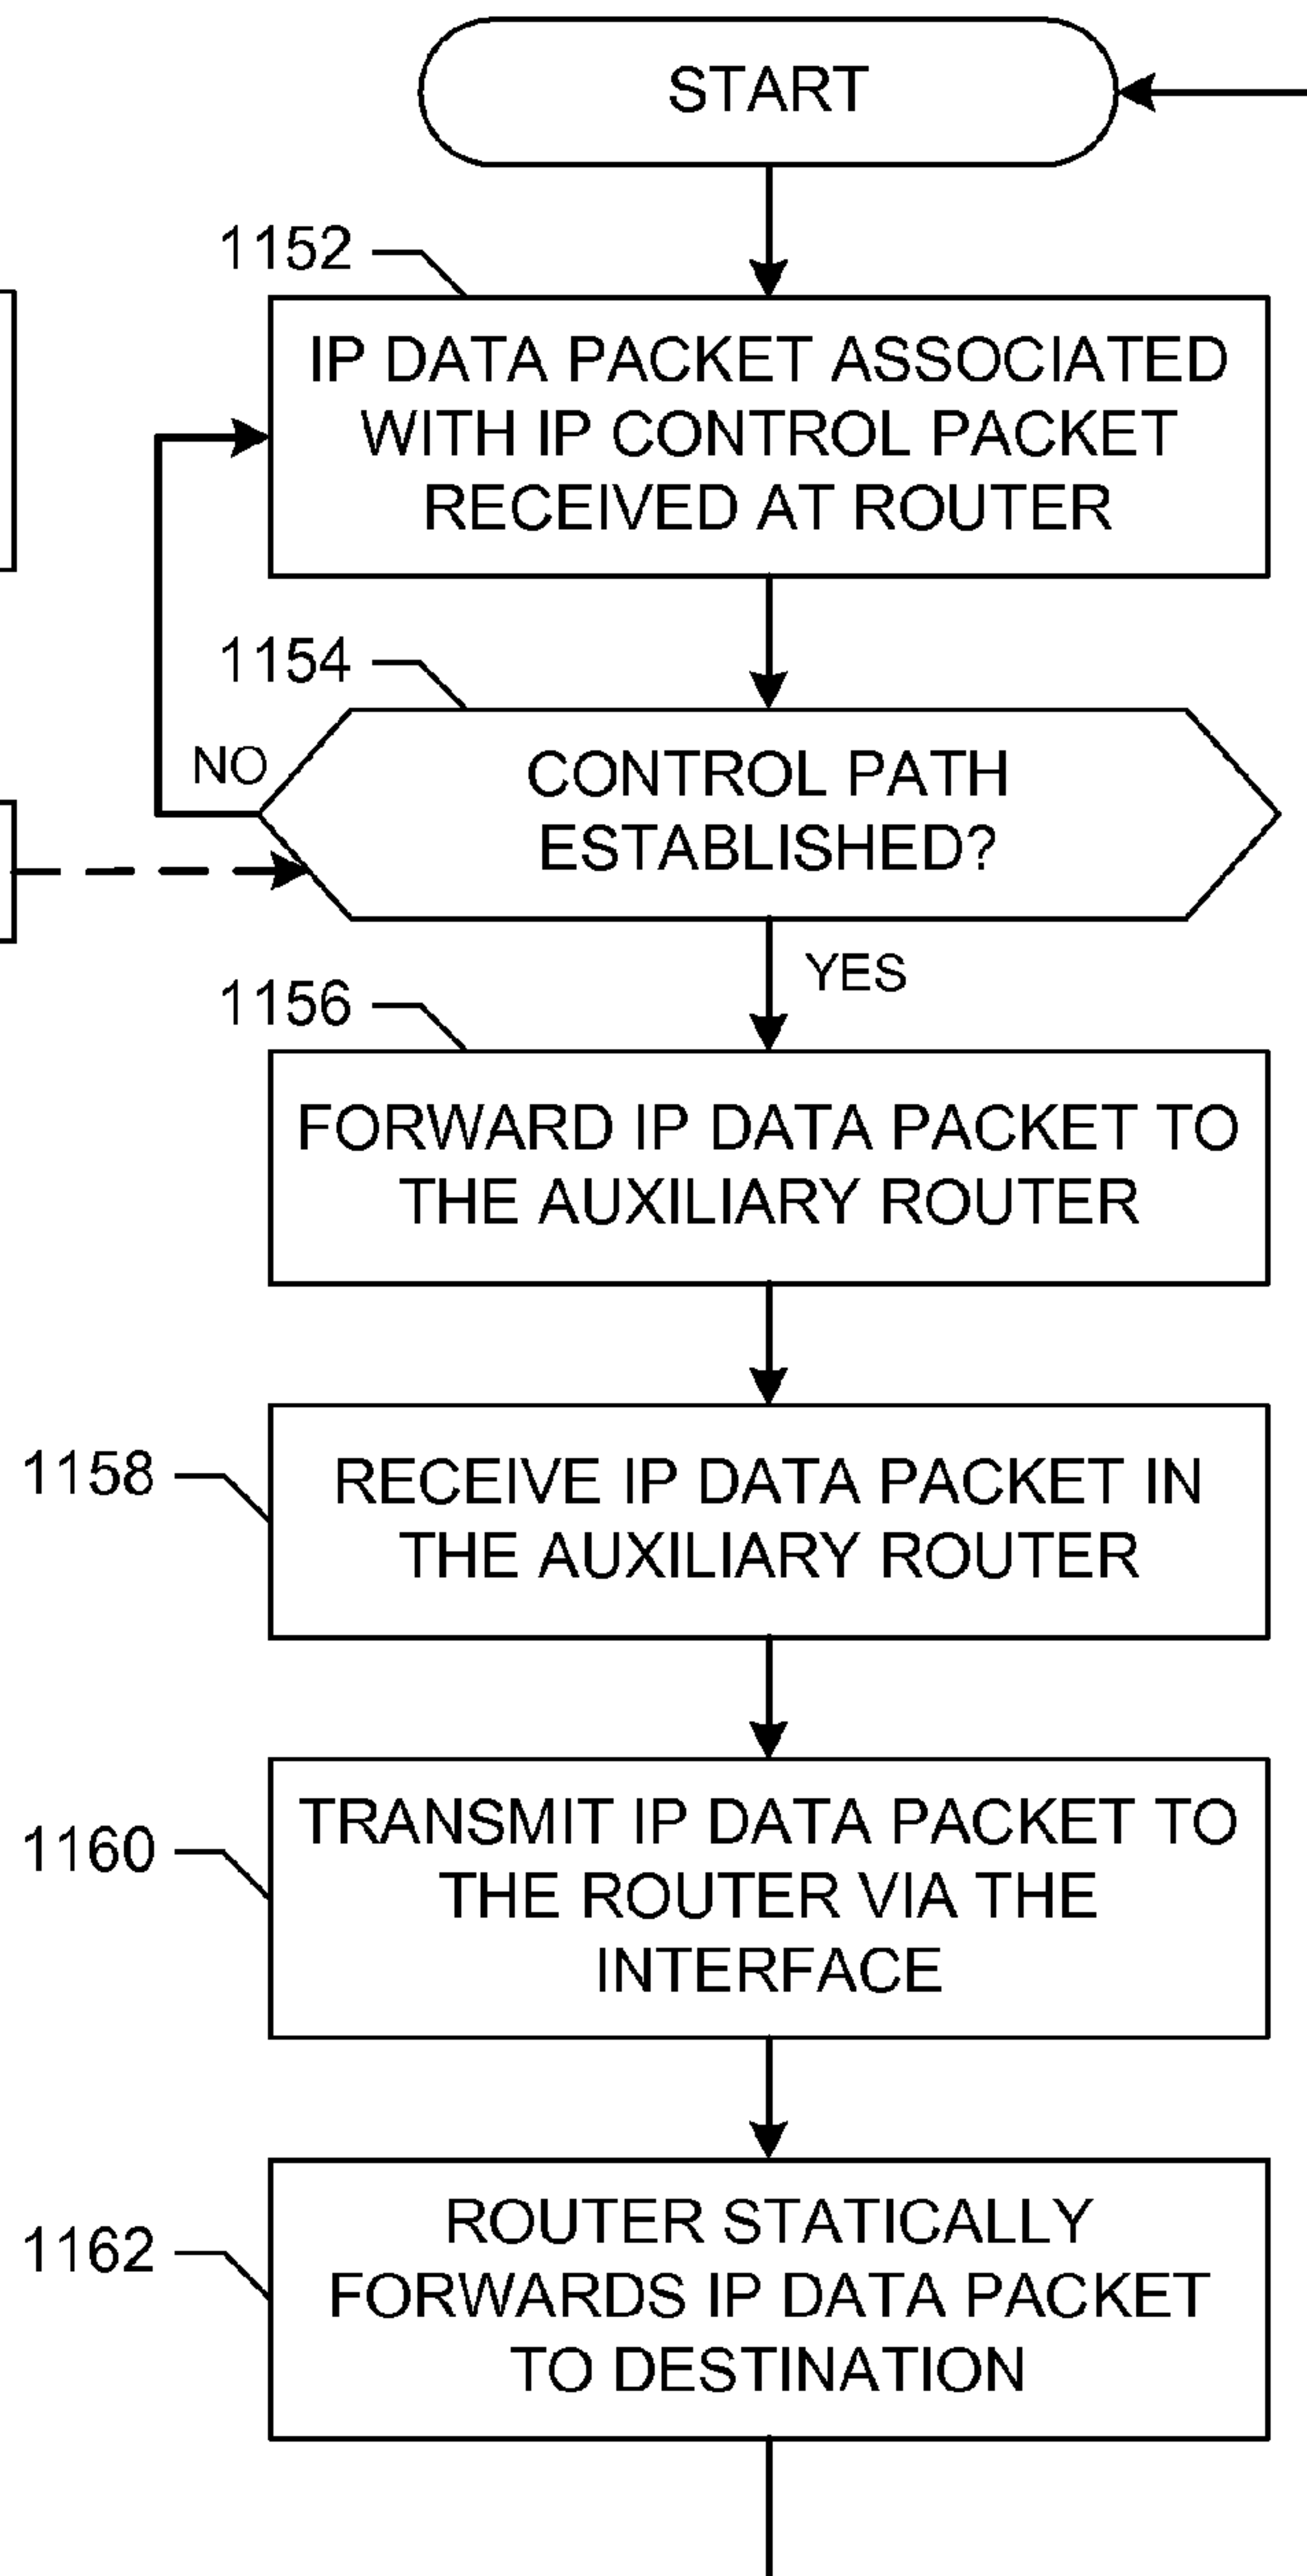 START
1152
IP DATA PACKET ASSOCIATED
WITH IP CONTROL PACKET
RECEIVED AT ROUTER
1154
NO
CONTROL PATH
ESTABLISHED?
YES
1156
FORWARD IP DATA PACKET TO
THE AUXILIARY ROUTER
1158
RECEIVE IP DATA PACKET IN
THE AUXILIARY ROUTER
1160
TRANSMIT IP DATA PACKET TO
THE ROUTER VIA THE
INTERFACE
1162
ROUTER STATICALLY
FORWARDS IP DATA PACKET
TO DESTINATION